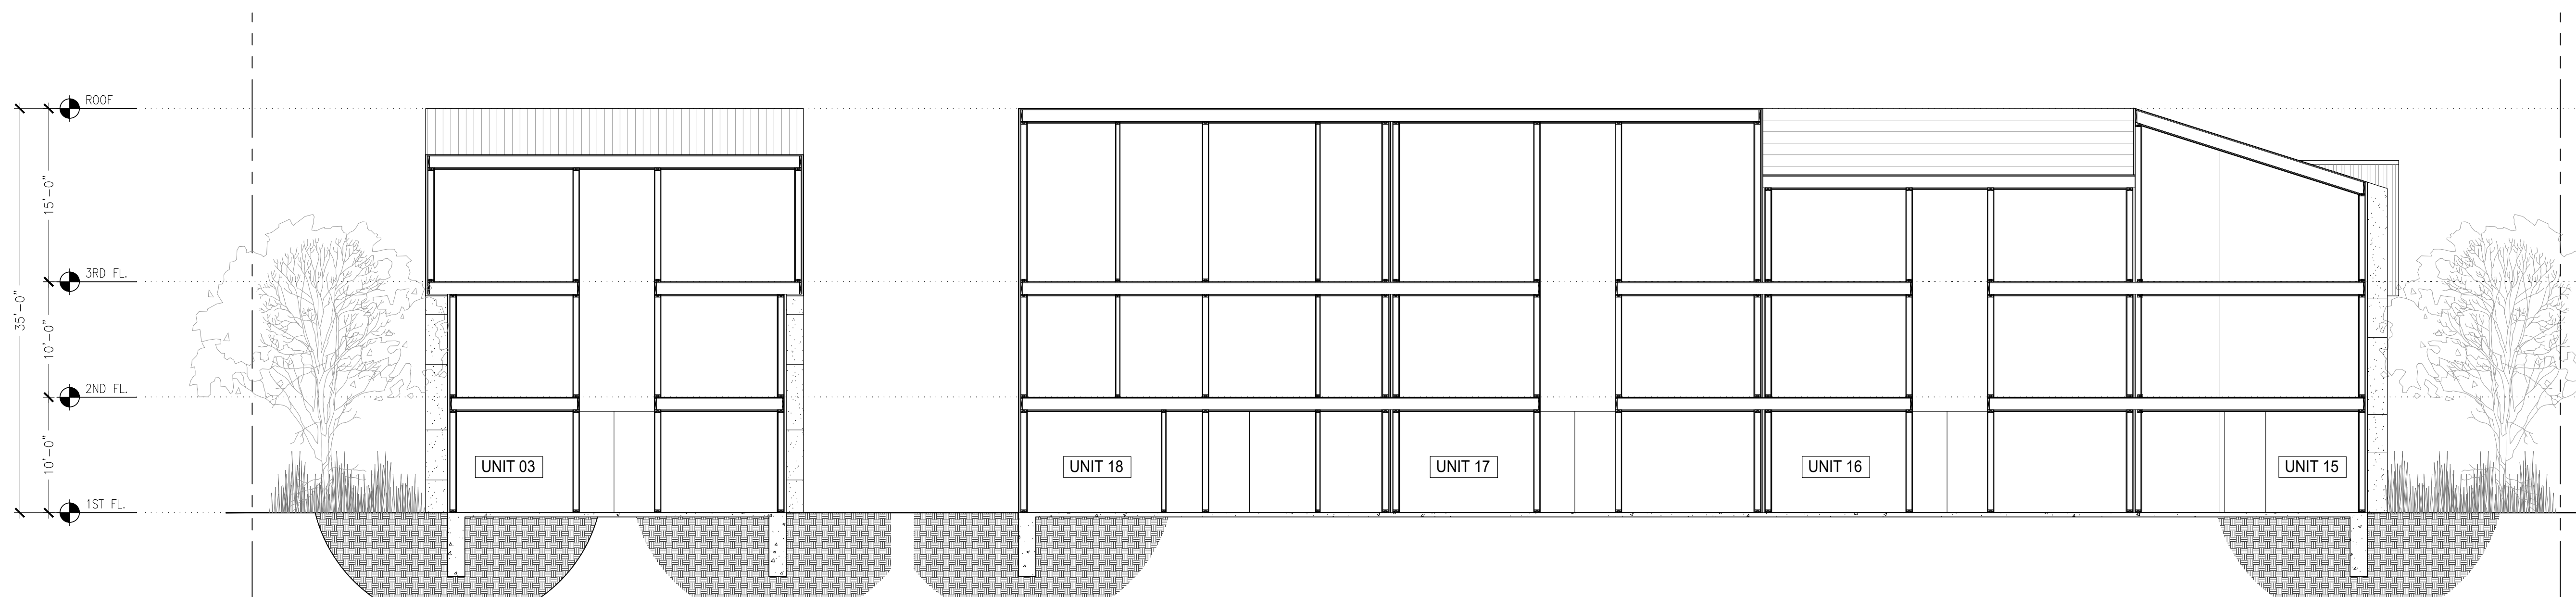 ROOF
15'-0"
3RD FL.
35'-0"
10'-0"
2ND FL.
10'-0"
1ST FL.
UNIT 03
UNIT 18
UNIT 17
UNIT 16
UNIT 15